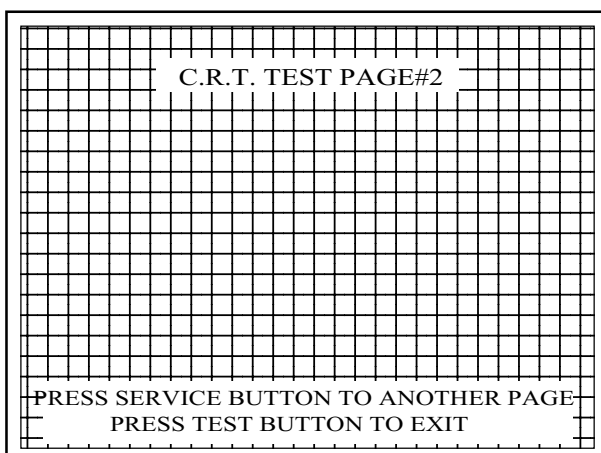 C.R.T. TEST PAGE#2
PRESS SERVICE BUTTON TO ANOTHER PAGE
PRESS TEST BUTTON TO EXIT